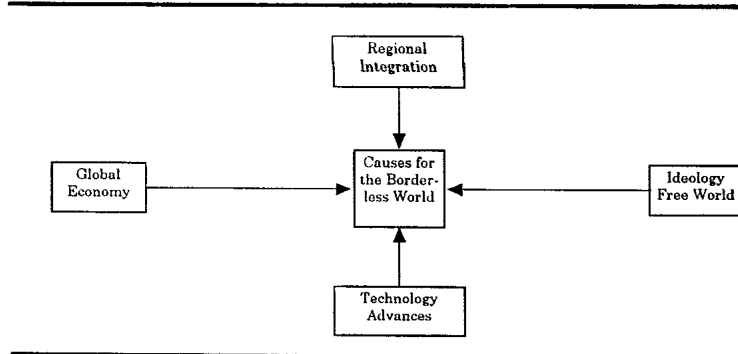 Regional
Integration
Global
Economy
Causes for
the Border-
less World
Ideology
Free World
Technology
Advances